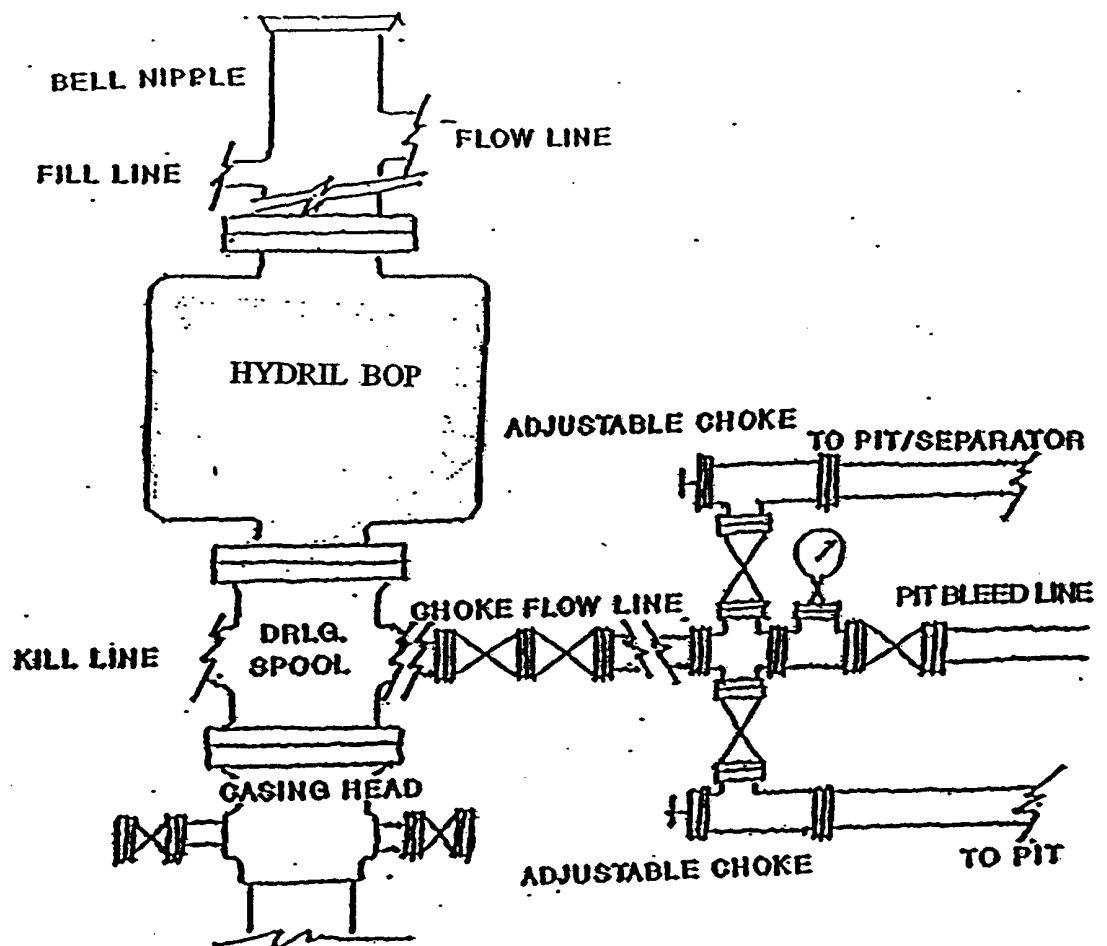 BELL NIPPLE
FLOW LINE
FILL LINE
HYDRIL BOP
ADJUSTABLE CHOKE
TO PIT/SEPARATOR
CHOKE FLOW LINE
PIT BLEED LINE
KILL LINE
DRLG.
SPOOL
CASING HEAD
ADJUSTABLE CHOKE
TO PIT